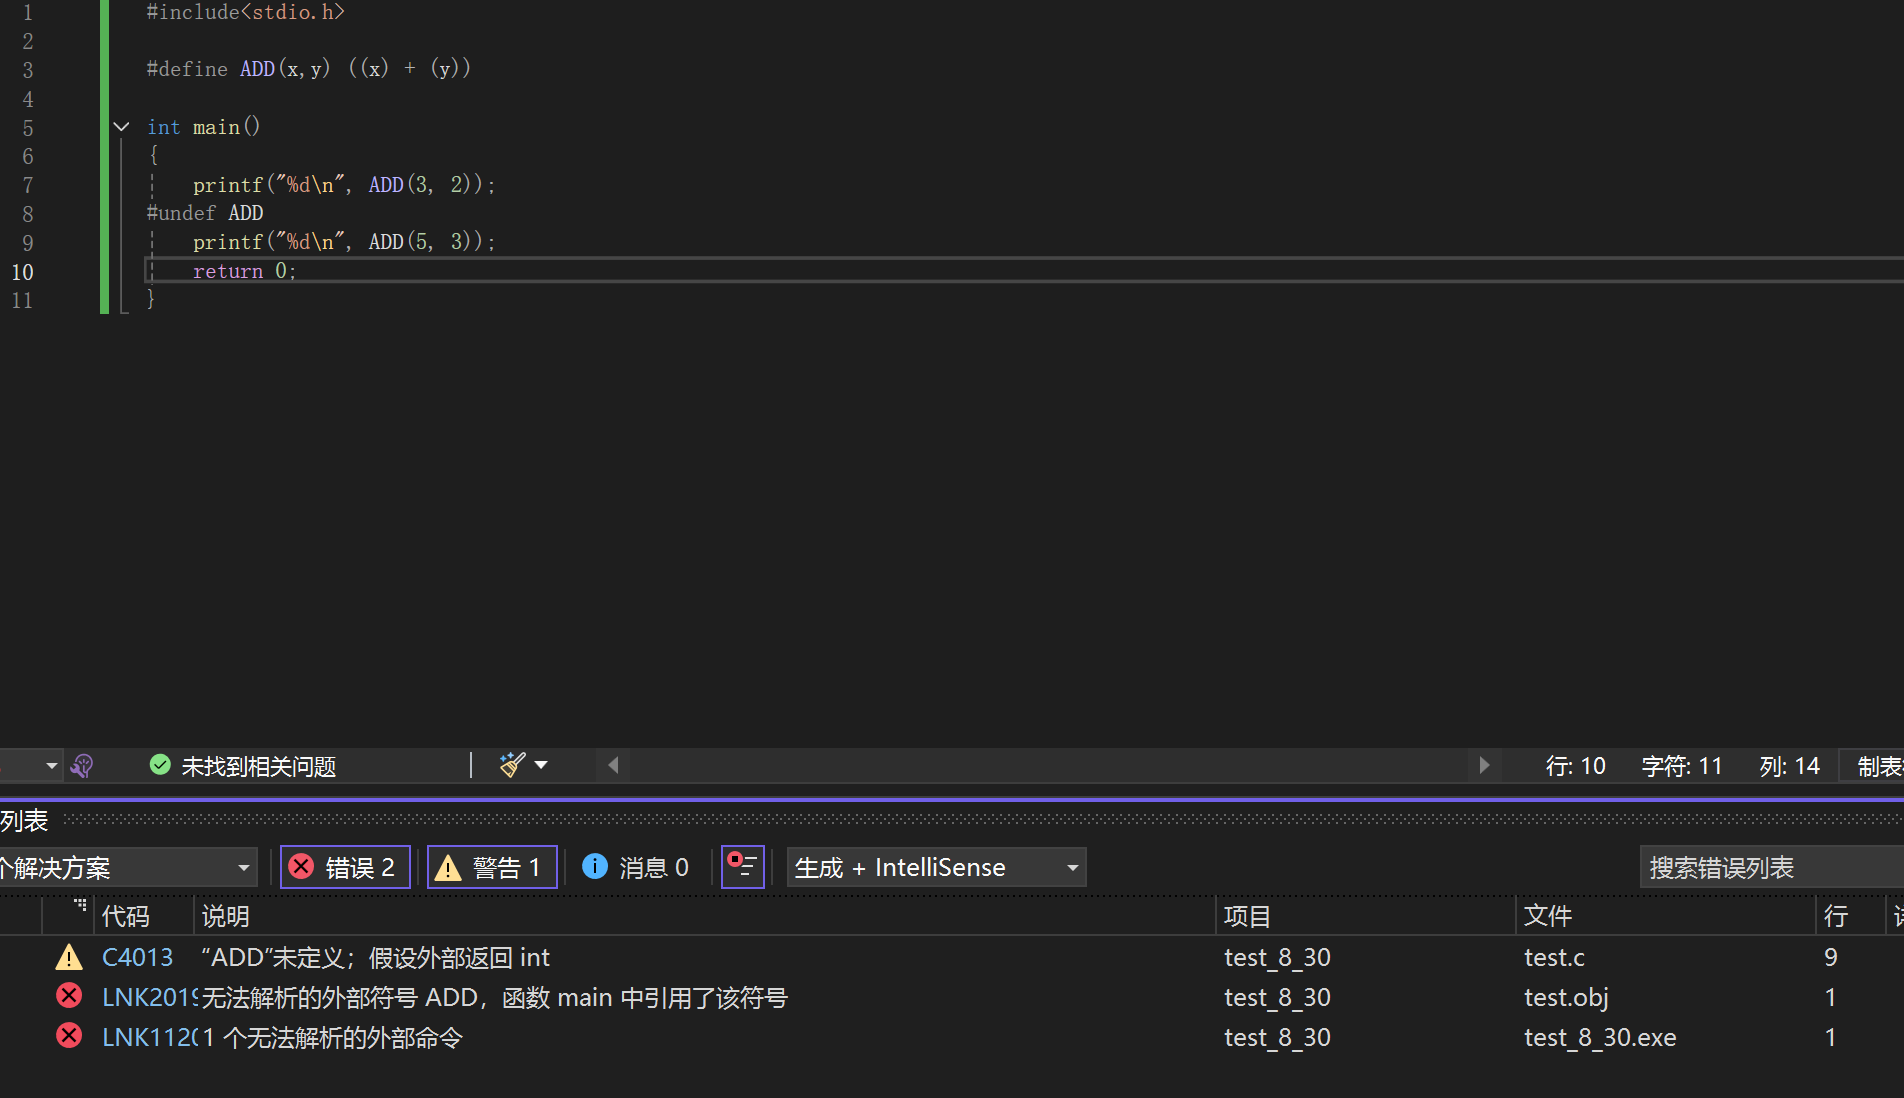 1 #include<stdio.h>
2
3 #define ADD(x,y) ((x) + (y))
4
5 int main()
6 {
7 printf("%d\n", ADD(3, 2));
8 #undef ADD
9 printf("%d\n", ADD(5, 3));
10 return 0;
11 }
未找到相关问题 行: 10 字符: 11 列: 14 制表
列表
个解决方案 错误 2 警告 1 消息 0 生成 + IntelliSense 搜索错误列表
代码 说明 项目 文件 行
C4013 “ADD”未定义；假设外部返回 int test_8_30 test.c 9
LNK2019 无法解析的外部符号 ADD，函数 main 中引用了该符号 test_8_30 test.obj 1
LNK112 1 个无法解析的外部命令 test_8_30 test_8_30.exe 1